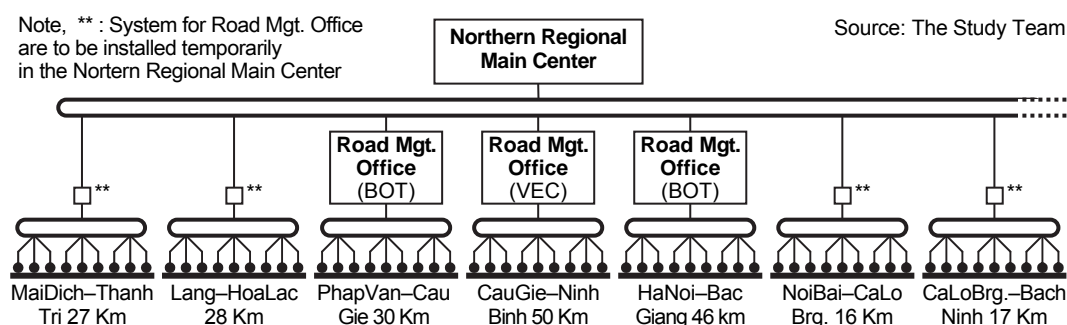 Note, ** : System for Road Mgt. Office
are to be installed temporarily
in the Nortern Regional Main Center
Northern Regional
Main Center
Source: The Study Team
Road Mgt.
Office
(BOT)
Road Mgt.
Office
(VEC)
Road Mgt.
Office
(BOT)
**
**
**
**
MaiDich–Thanh
Tri 27 Km
Lang–HoaLac
28 Km
PhapVan–Cau
Gie 30 Km
CauGie–Ninh
Binh 50 Km
HaNoi–Bac
Giang 46 km
NoiBai–CaLo
Brg. 16 Km
CaLoBrg.–Bach
Ninh 17 Km